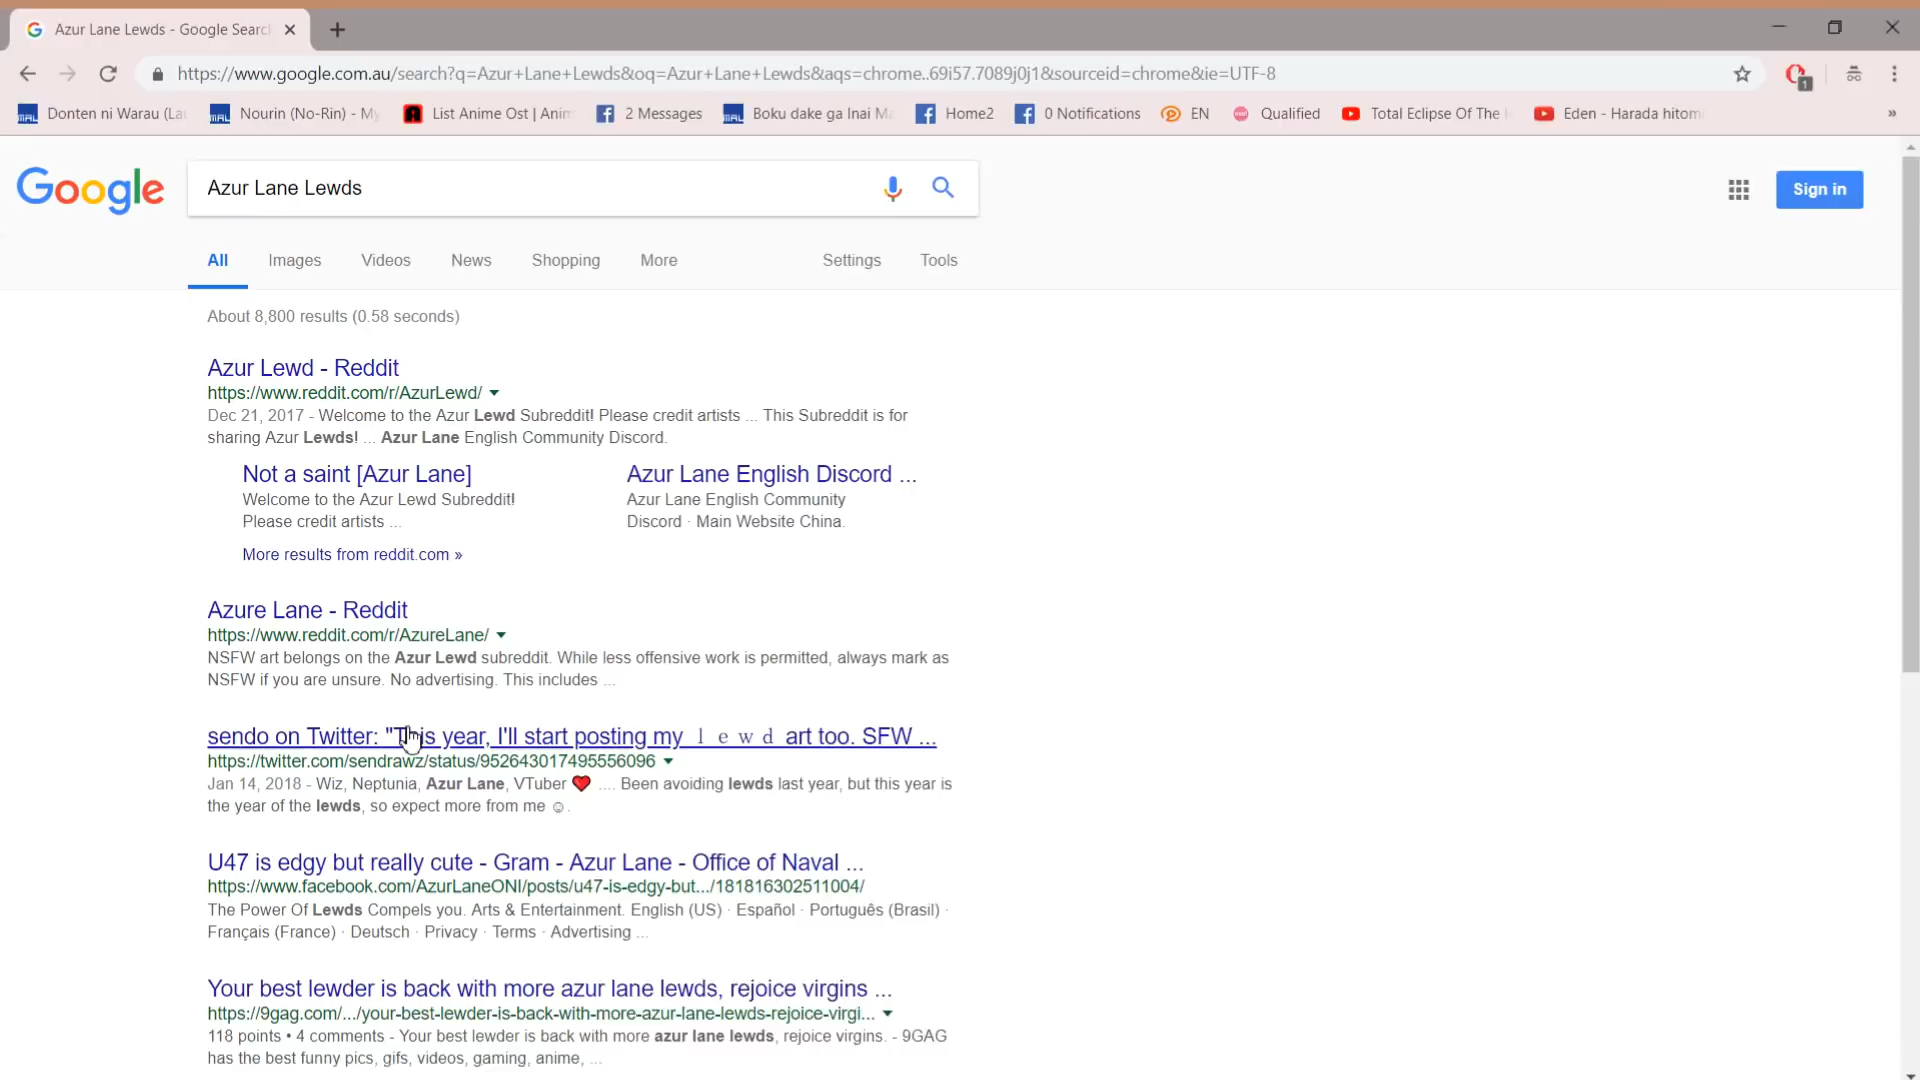 Azur Lane Lewds - Google Searc
https://www.google.com.au/search?q=Azur+Lane+Lewds&oq=Azur+Lane+Lewds&aqs=chrome..69i57.7089j0j1&sourceid=chrome&ie=UTF-8
1
MAL Donten ni Warau (La MAL Nourin (No-Rin) - My List Anime Ost | Anim 2 Messages MAL Boku dake ga Inai Ma Home2 0 Notifications EN Qualified Total Eclipse Of The Eden - Harada hitom »
Google
Azur Lane Lewds
Sign in
All Images Videos News Shopping More Settings Tools
About 8,800 results (0.58 seconds)
Azur Lewd - Reddit
https://www.reddit.com/r/AzurLewd/
Dec 21, 2017 - Welcome to the Azur Lewd Subreddit! Please credit artists ... This Subreddit is for
sharing Azur Lewds! ... Azur Lane English Community Discord.
Not a saint [Azur Lane]
Welcome to the Azur Lewd Subreddit!
Please credit artists ...
Azur Lane English Discord ...
Azur Lane English Community
Discord · Main Website China.
More results from reddit.com »
Azure Lane - Reddit
https://www.reddit.com/r/AzureLane/
NSFW art belongs on the Azur Lewd subreddit. While less offensive work is permitted, always mark as
NSFW if you are unsure. No advertising. This includes ...
sendo on Twitter: "This year, I'll start posting my ｌｅｗｄ art too. SFW ...
https://twitter.com/sendrawz/status/952643017495556096
Jan 14, 2018 - Wiz, Neptunia, Azur Lane, VTuber ❤ .... Been avoiding lewds last year, but this year is
the year of the lewds, so expect more from me ☺.
U47 is edgy but really cute - Gram - Azur Lane - Office of Naval ...
https://www.facebook.com/AzurLaneONI/posts/u47-is-edgy-but.../181816302511004/
The Power Of Lewds Compels you. Arts & Entertainment. English (US) · Español · Português (Brasil) ·
Français (France) · Deutsch · Privacy · Terms · Advertising ...
Your best lewder is back with more azur lane lewds, rejoice virgins ...
https://9gag.com/.../your-best-lewder-is-back-with-more-azur-lane-lewds-rejoice-virgi...
118 points • 4 comments - Your best lewder is back with more azur lane lewds, rejoice virgins. - 9GAG
has the best funny pics, gifs, videos, gaming, anime, ...